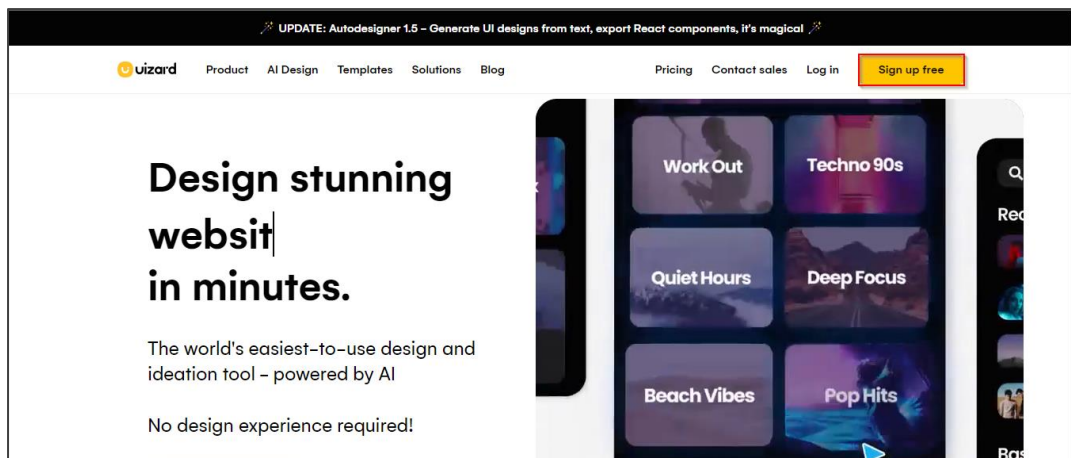 🪄 UPDATE: Autodesigner 1.5 – Generate UI designs from text, export React components, it's magical 🪄
uizard Product AI Design Templates Solutions Blog Pricing Contact sales Log in Sign up free
Design stunning
websit
in minutes.
The world's easiest-to-use design and
ideation tool – powered by AI
No design experience required!
Work Out Techno 90s
Quiet Hours Deep Focus
Beach Vibes Pop Hits